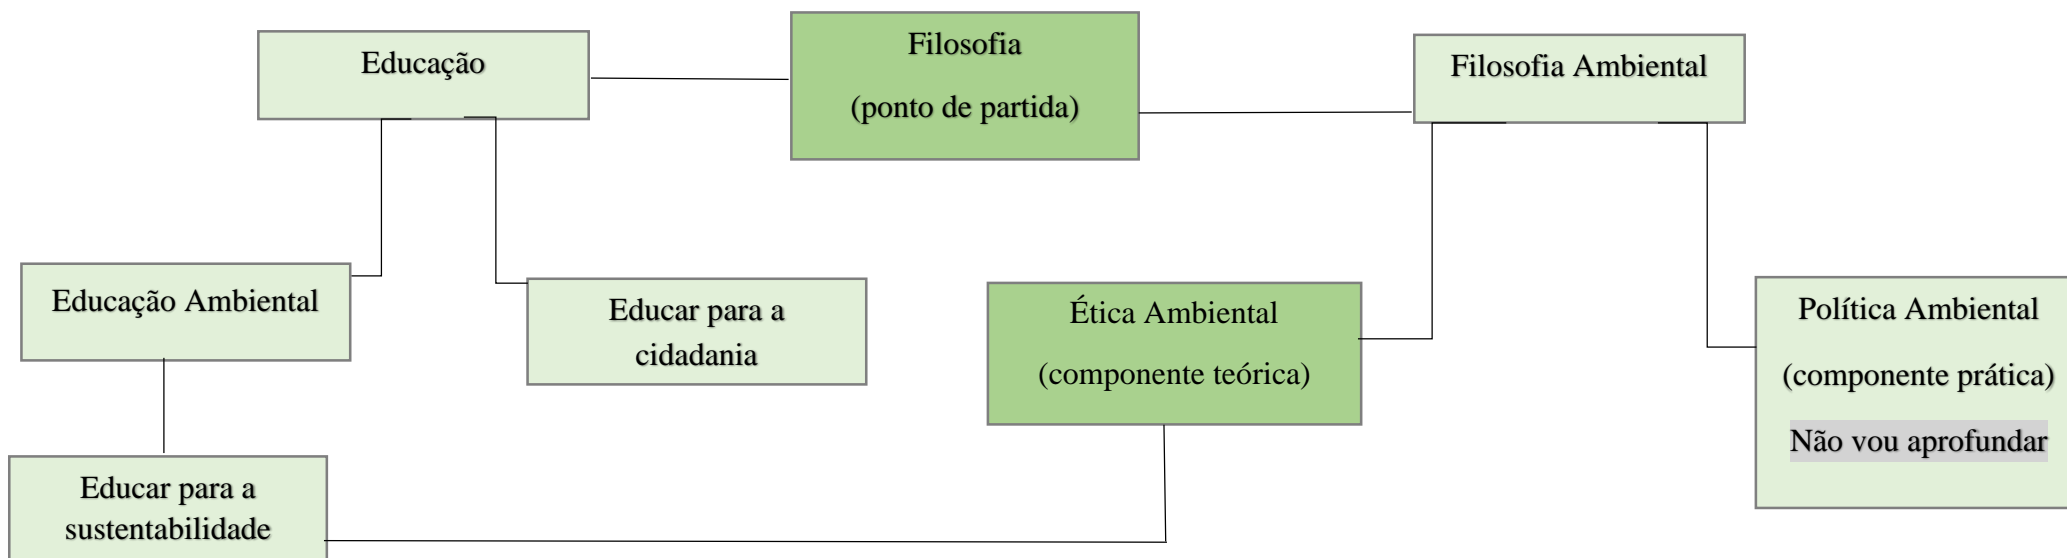 Educação
Filosofia
(ponto de partida)
Filosofia Ambiental
Educação Ambiental
Educar para a
cidadania
Ética Ambiental
(componente teórica)
Política Ambiental
(componente prática)
Não vou aprofundar
Educar para a
sustentabilidade